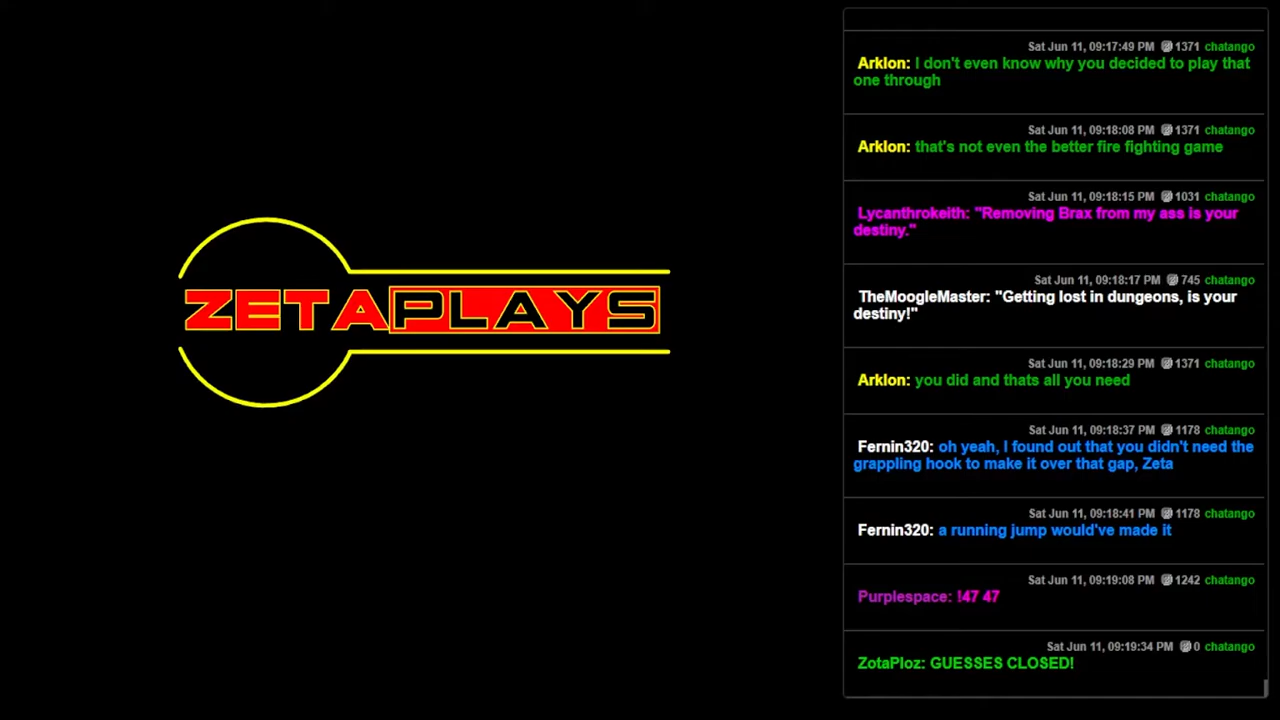 ZETAPLAYS
Sat Jun 11, 09:17:49 PM 1371 chatango
Arklon: I don't even know why you decided to play that
one through
Sat Jun 11, 09:18:08 PM 1371 chatango
Arklon: that's not even the better fire fighting game
Sat Jun 11, 09:18:15 PM 1031 chatango
Lycanthrokeith: "Removing Brax from my ass is your
destiny."
Sat Jun 11, 09:18:17 PM 745 chatango
TheMoogleMaster: "Getting lost in dungeons, is your
destiny!"
Sat Jun 11, 09:18:29 PM 1371 chatango
Arklon: you did and thats all you need
Sat Jun 11, 09:18:37 PM 1178 chatango
Fernin320: oh yeah, I found out that you didn't need the
grappling hook to make it over that gap, Zeta
Sat Jun 11, 09:18:41 PM 1178 chatango
Fernin320: a running jump would've made it
Sat Jun 11, 09:19:08 PM 1242 chatango
Purplespace: !47 47
Sat Jun 11, 09:19:34 PM 0 chatango
ZotaPloz: GUESSES CLOSED!